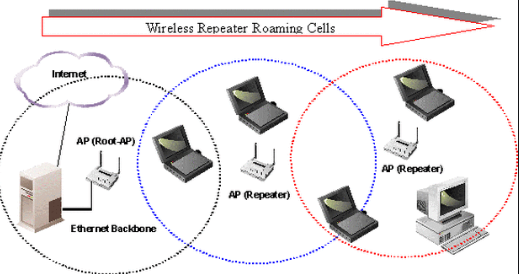 Wireless Repeater Roaming Cells
Internet
AP (Root-AP)
AP (Repeater)
AP (Repeater)
Ethernet Backbone